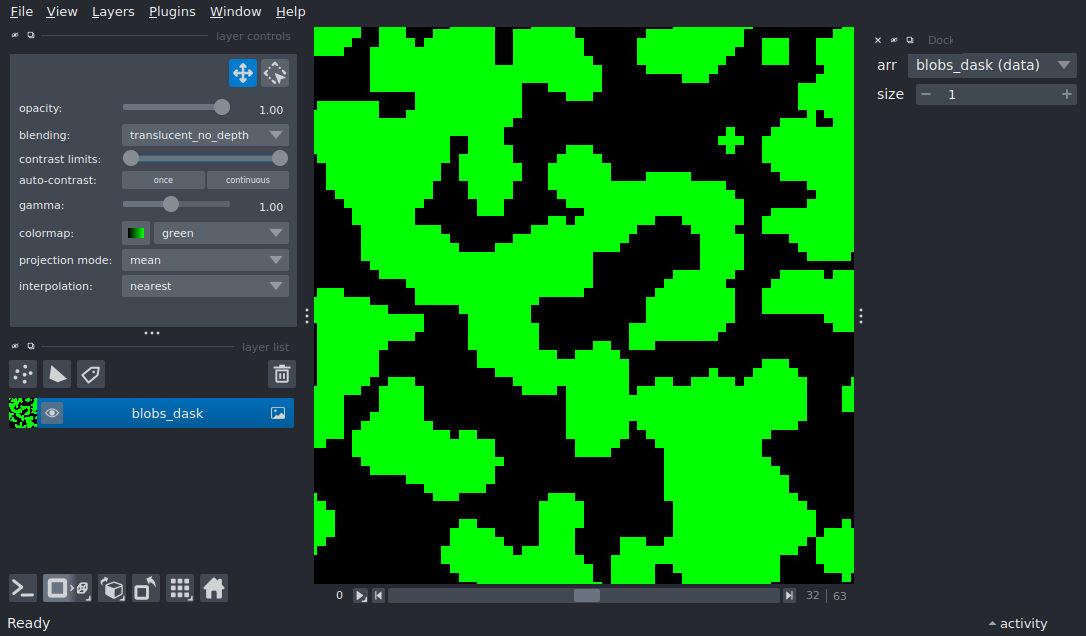 File View Layers Plugins Window Help
layer controls
opacity: 1.00
blending: translucent_no_depth
contrast limits:
auto-contrast: once continuous
gamma: 1.00
colormap: green
projection mode: mean
interpolation: nearest
layer list
blobs_dask
0 32 | 63
Ready
Dock
arr blobs_dask (data)
size 1
activity